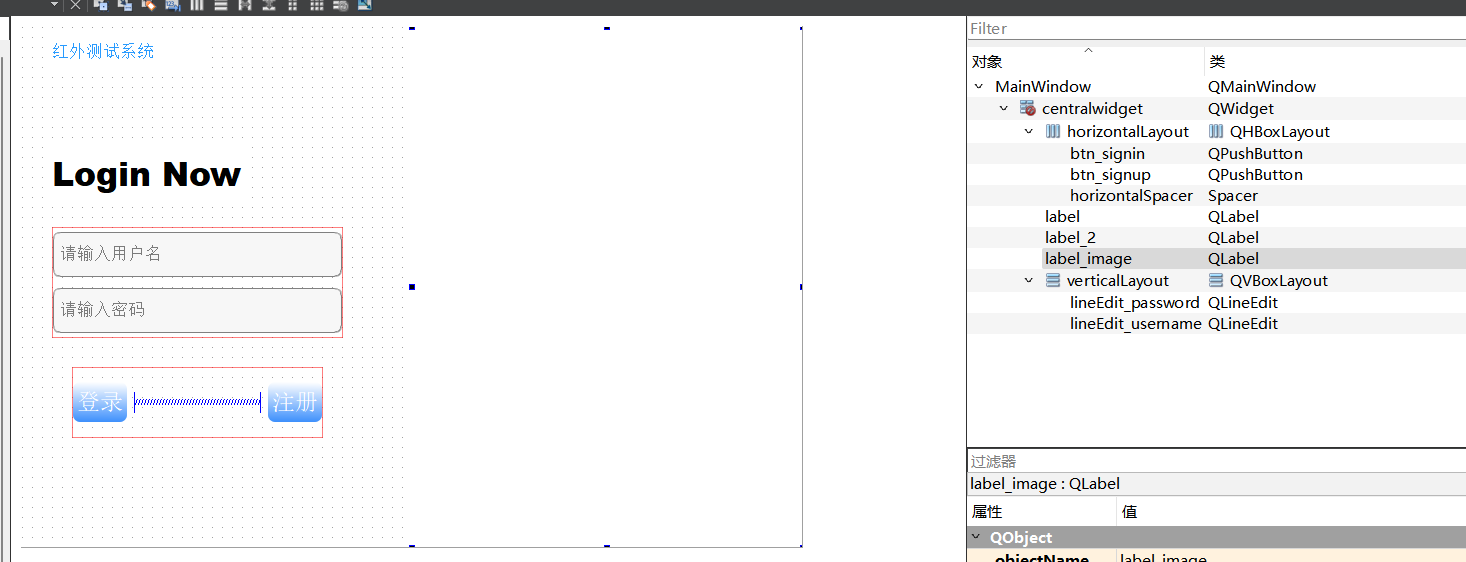 红外测试系统
Login Now
请输入用户名
请输入密码
登录 注册
Filter
对象 类
MainWindow QMainWindow
centralwidget QWidget
horizontalLayout QHBoxLayout
btn_signin QPushButton
btn_signup QPushButton
horizontalSpacer Spacer
label QLabel
label_2 QLabel
label_image QLabel
verticalLayout QVBoxLayout
lineEdit_password QLineEdit
lineEdit_username QLineEdit
过滤器
label_image : QLabel
属性 值
QObject
objectName label_image